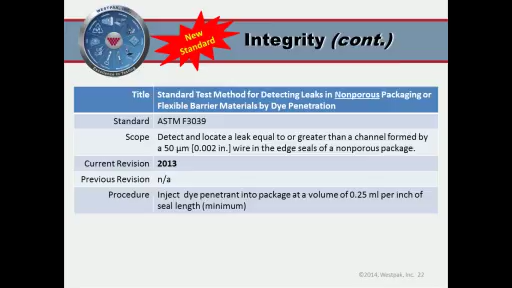 New
Standard
Integrity (cont.)
Title Standard Test Method for Detecting Leaks in Nonporous Packaging or
Flexible Barrier Materials by Dye Penetration
Standard ASTM F3039
Scope Detect and locate a leak equal to or greater than a channel formed by
a 50 μm [0.002 in.] wire in the edge seals of a nonporous package.
Current Revision 2013
Previous Revision n/a
Procedure Inject dye penetrant into package at a volume of 0.25 ml per inch of
seal length (minimum)
©2014, Westpak, Inc. 22